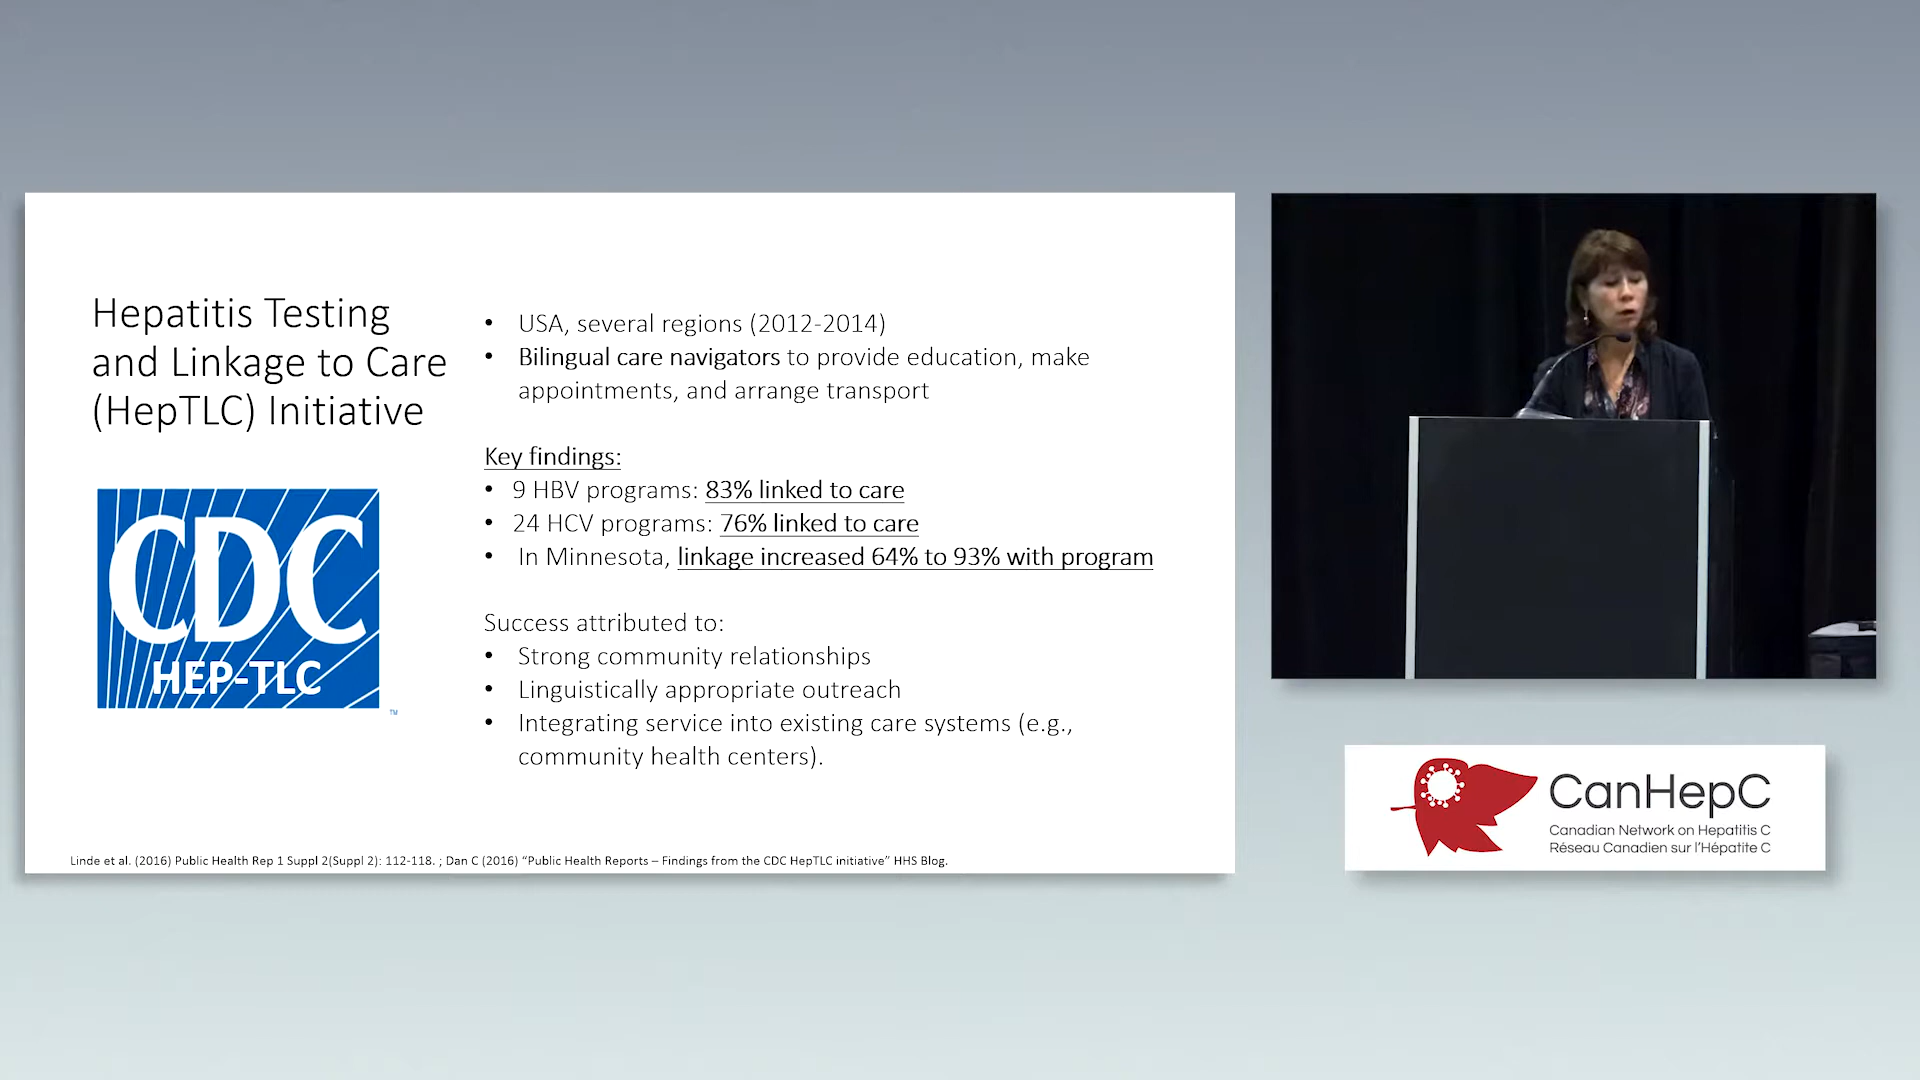 Hepatitis Testing
and Linkage to Care
(HepTLC) Initiative
CDC
HEP-TLC
TM
• USA, several regions (2012-2014)
• Bilingual care navigators to provide education, make
appointments, and arrange transport
Key findings:
• 9 HBV programs: 83% linked to care
• 24 HCV programs: 76% linked to care
• In Minnesota, linkage increased 64% to 93% with program
Success attributed to:
• Strong community relationships
• Linguistically appropriate outreach
• Integrating service into existing care systems (e.g.,
community health centers).
Linde et al. (2016) Public Health Rep 1 Suppl 2(Suppl 2): 112-118. ; Dan C (2016) “Public Health Reports – Findings from the CDC HepTLC initiative” HHS Blog.
CanHepC
Canadian Network on Hepatitis C
Réseau Canadien sur l'Hépatite C